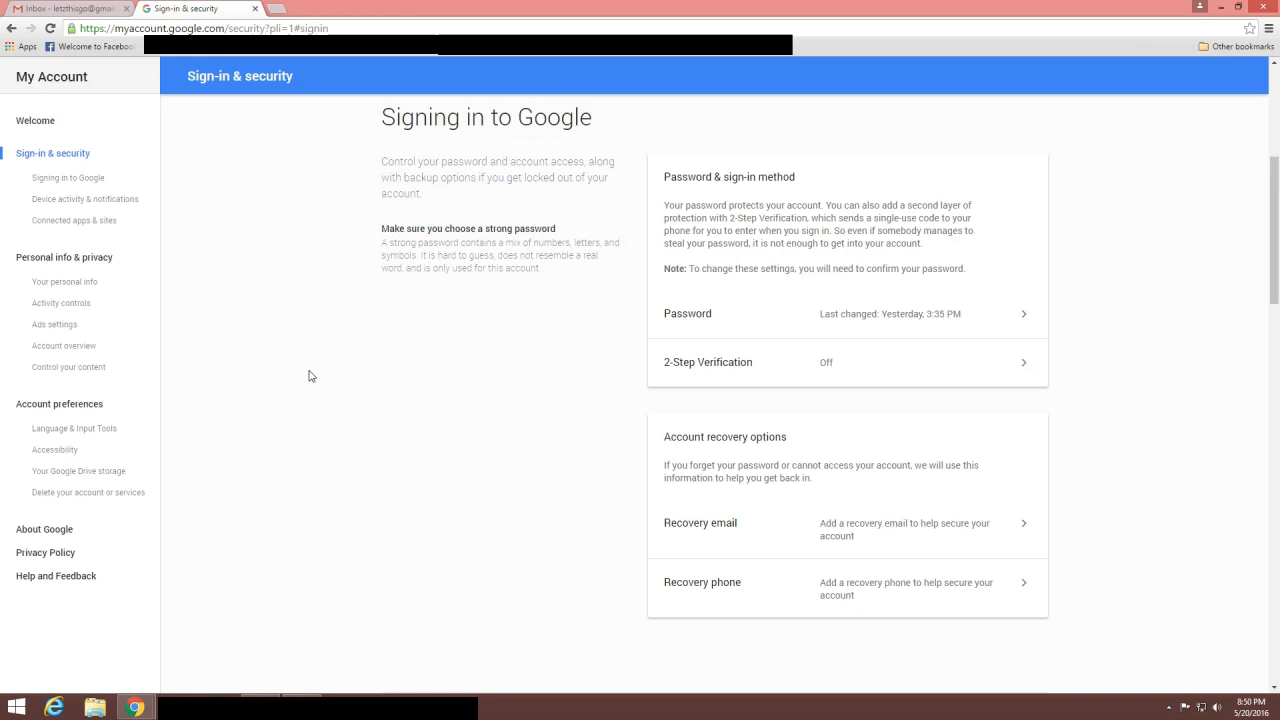 Inbox - letzthisgo@gmail.
Sign-in & security
https://myaccount.google.com/security?pli=1#signin
Apps
Welcome to Facebook
Other bookmarks
My Account
Sign-in & security
Welcome
Sign-in & security
Signing in to Google
Device activity & notifications
Connected apps & sites
Personal info & privacy
Your personal info
Activity controls
Ads settings
Account overview
Control your content
Account preferences
Language & Input Tools
Accessibility
Your Google Drive storage
Delete your account or services
About Google
Privacy Policy
Help and Feedback
Signing in to Google
Control your password and account access, along
with backup options if you get locked out of your
account.
Make sure you choose a strong password
A strong password contains a mix of numbers, letters, and
symbols. It is hard to guess, does not resemble a real
word, and is only used for this account.
Password & sign-in method
Your password protects your account. You can also add a second layer of
protection with 2-Step Verification, which sends a single-use code to your
phone for you to enter when you sign in. So even if somebody manages to
steal your password, it is not enough to get into your account.
Note: To change these settings, you will need to confirm your password.
Password Last changed: Yesterday, 3:35 PM
2-Step Verification Off
Account recovery options
If you forget your password or cannot access your account, we will use this
information to help you get back in.
Recovery email Add a recovery email to help secure your
account
Recovery phone Add a recovery phone to help secure your
account
8:50 PM
5/20/2016